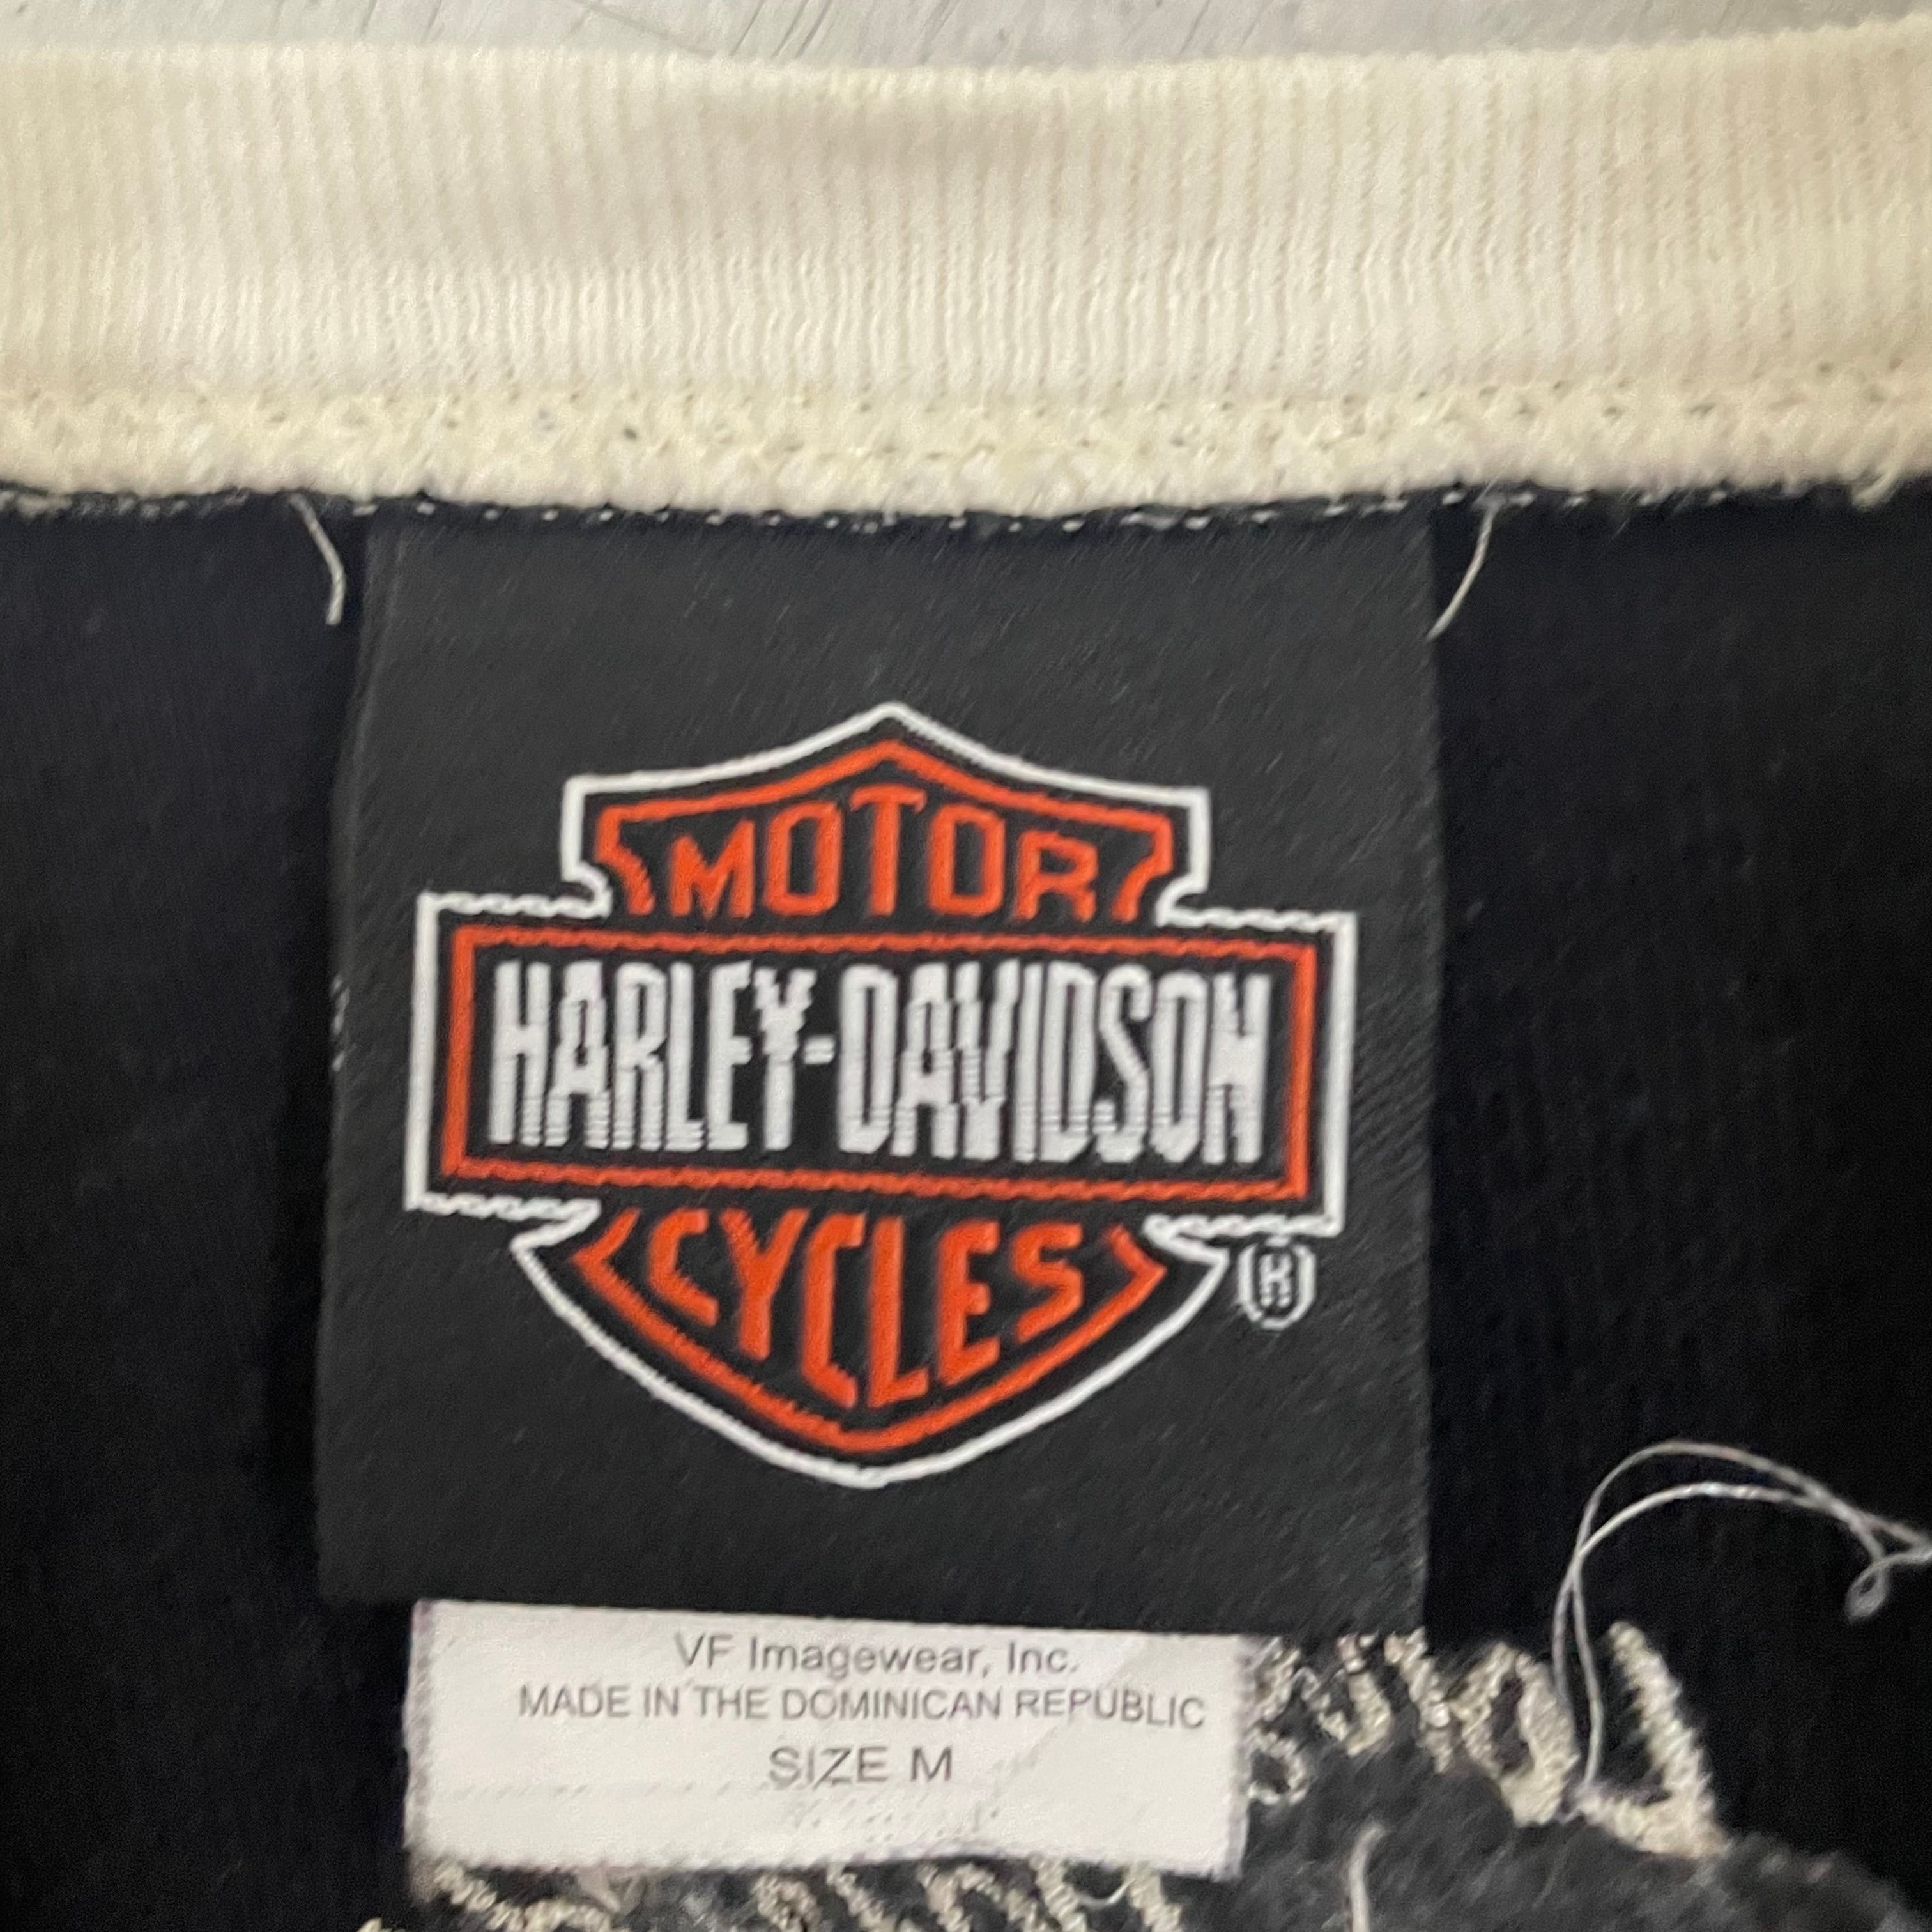 MOTOR
HARLEY-DAVIDSON
CYCLES
®
VF Imagewear, Inc.
MADE IN THE DOMINICAN REPUBLIC
SIZE M